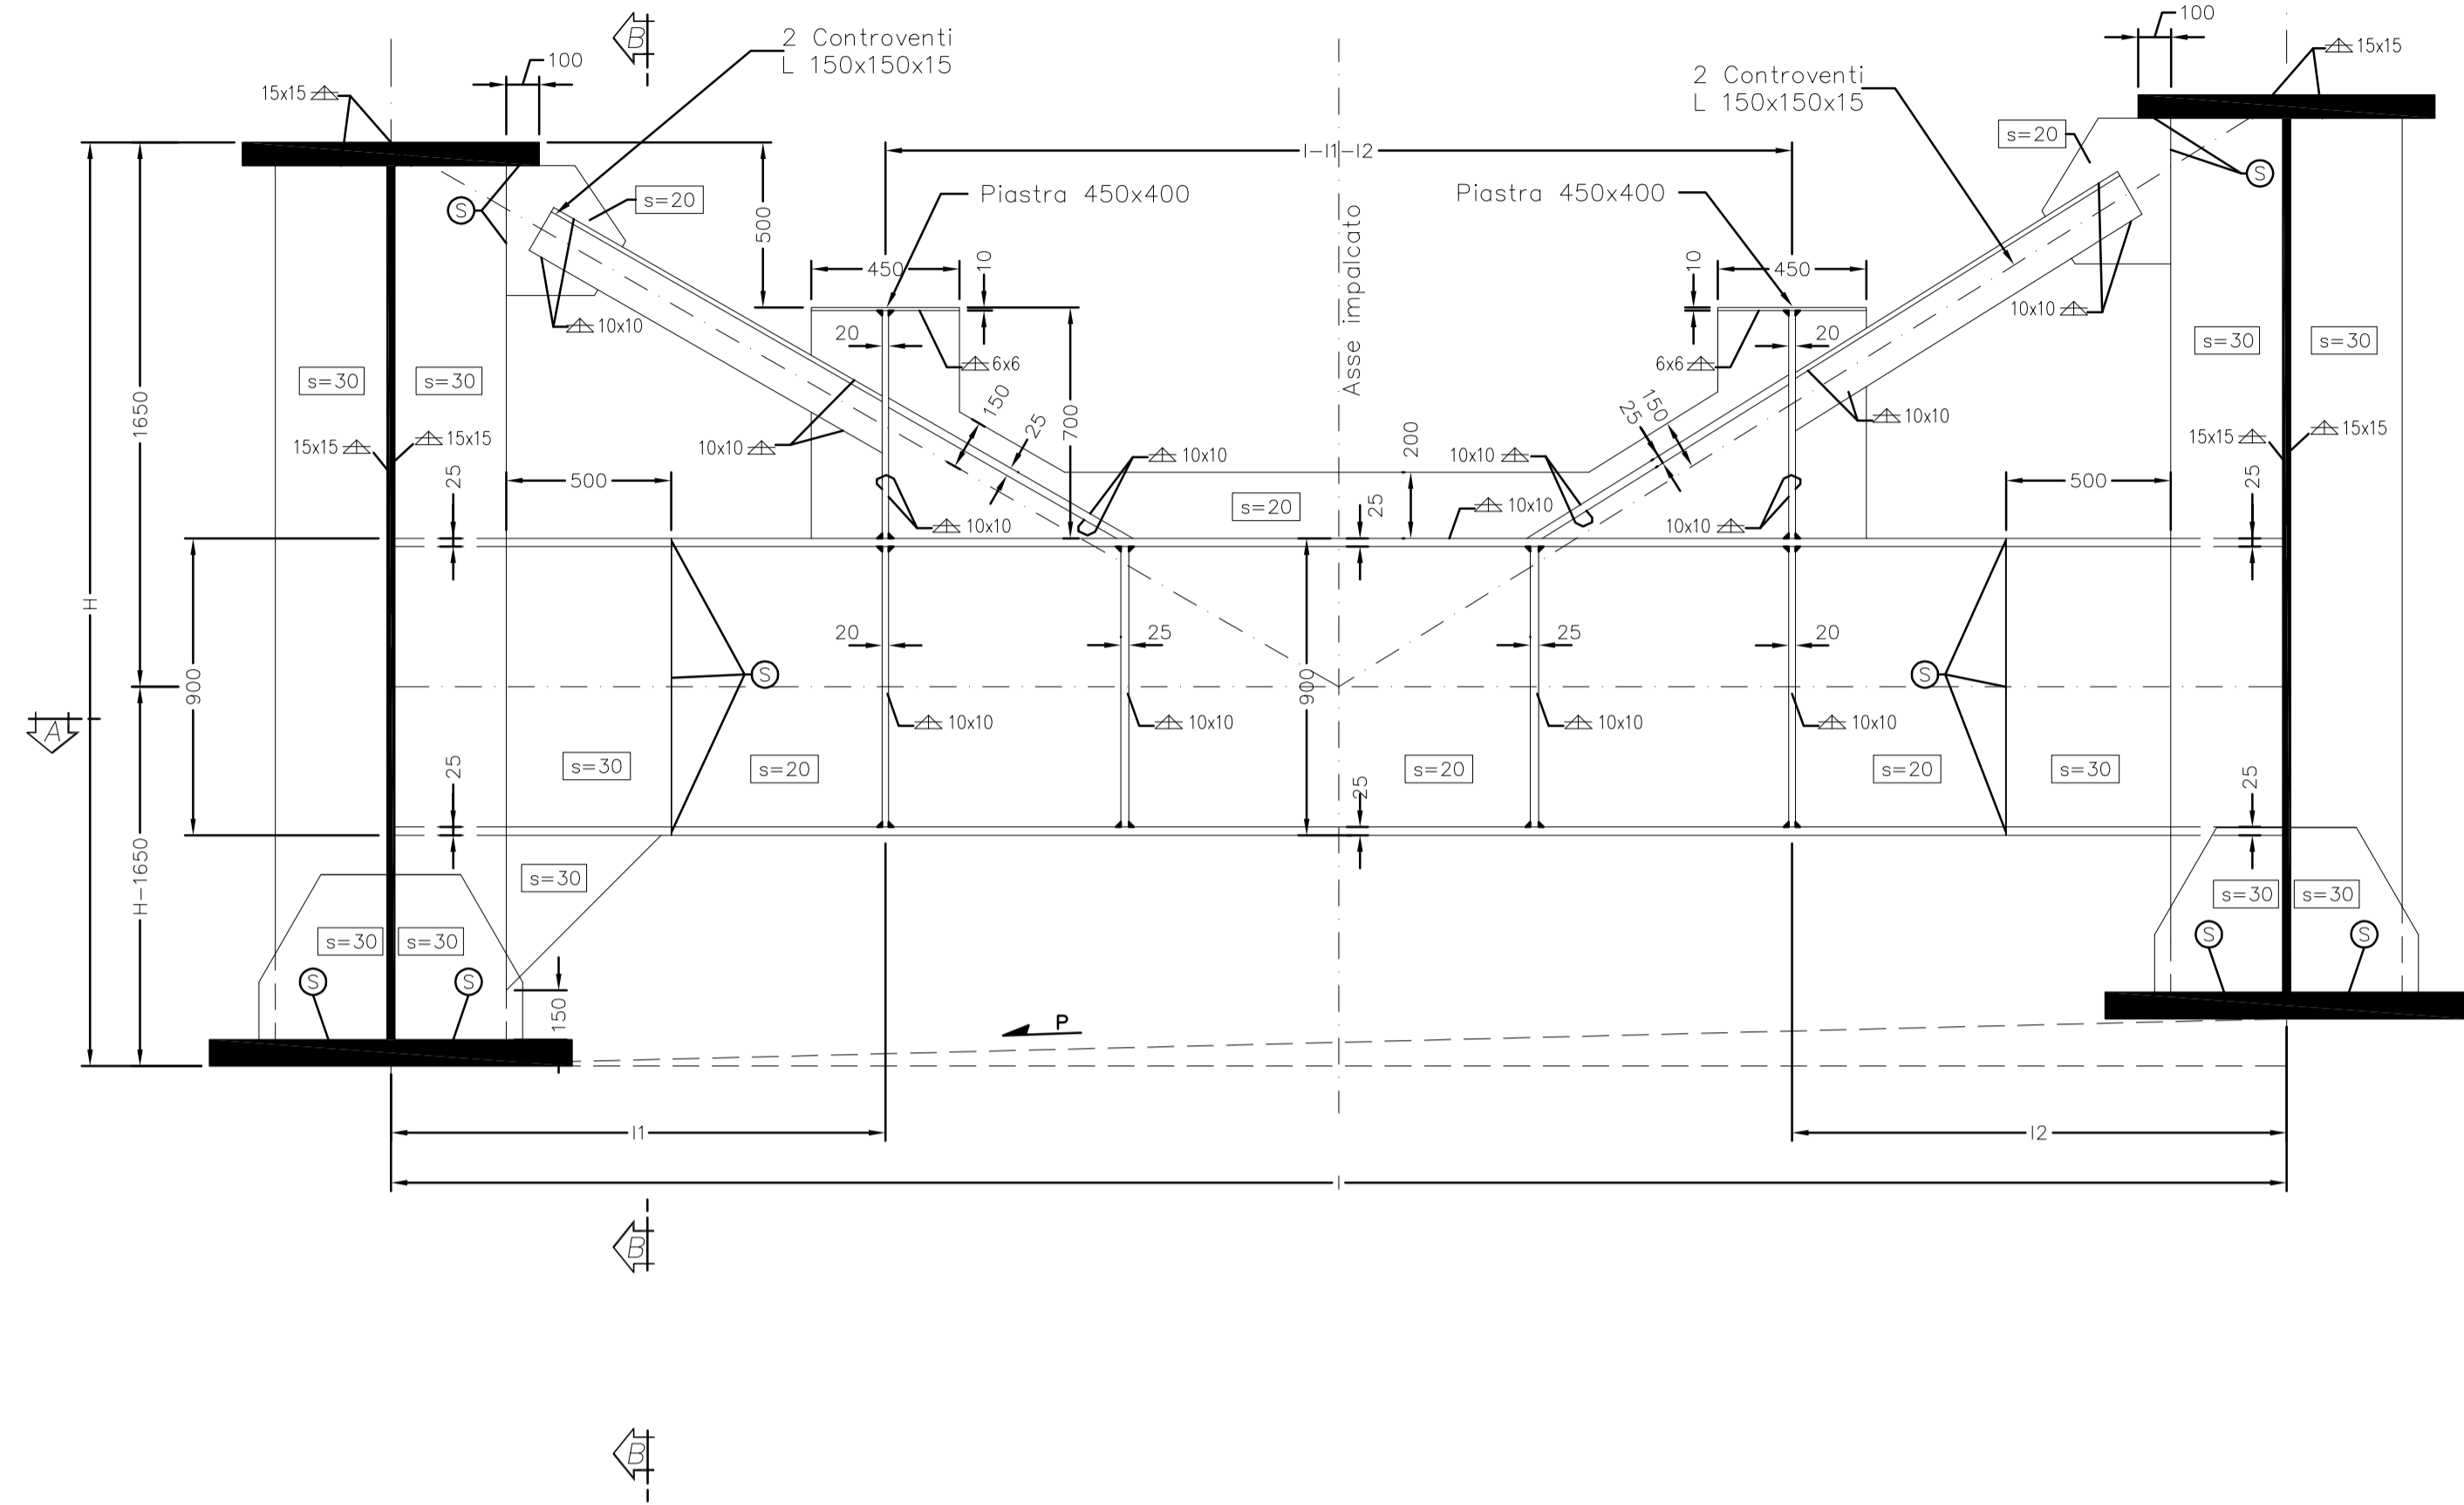 B
2 Controventi
L 150x150x15
100
15x15
100
15x15
2 Controventi
L 150x150x15
s=20
S
l-l1-l2
Piastra 450x400
Piastra 450x400
Asse impalcato
s=20
S
500
450
10
10
450
10x10
10x10
20
20
6x6
6x6
s=30
s=30
s=30
s=30
1650
150
25
700
150
25
10x10
10x10
15x15
15x15
15x15
15x15
200
10x10
10x10
25
500
500
25
s=20
25
10x10
10x10
10x10
H
900
20
25
25
20
S
S
900
10x10
10x10
10x10
10x10
A
s=30
s=20
s=20
s=20
s=30
25
25
25
H-1650
s=30
s=30
s=30
s=30
s=30
S
S
S
S
150
P
l1
l2
l
B
B